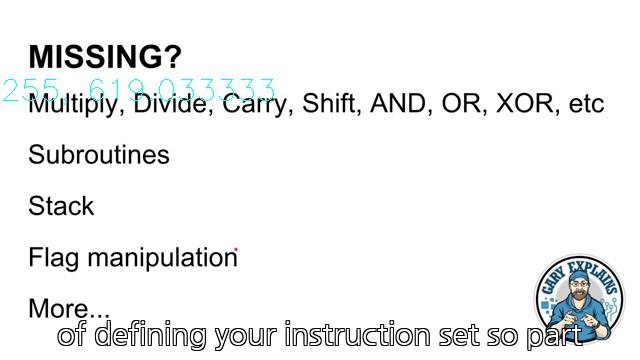 MISSING?
255, 619.033333
Multiply, Divide, Carry, Shift, AND, OR, XOR, etc
Subroutines
Stack
Flag manipulation
More...
GARY EXPLAINS
of defining your instruction set so part